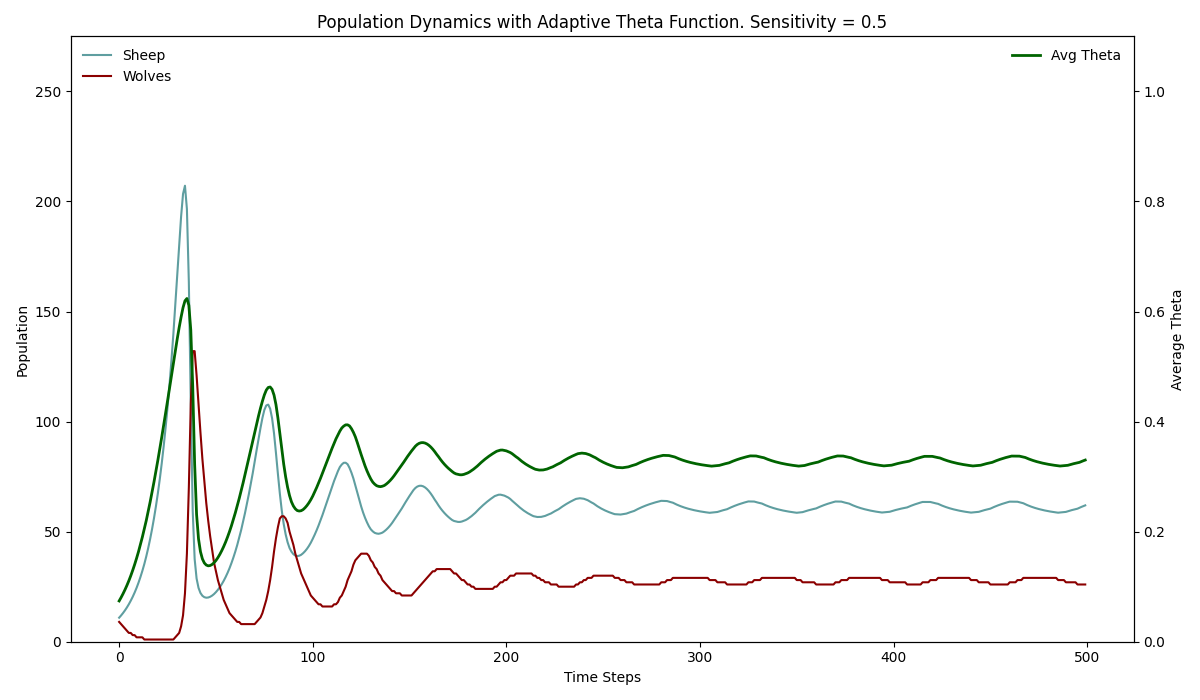 Population Dynamics with Adaptive Theta Function. Sensitivity = 0.5
Sheep
Wolves
Avg Theta
250
200
150
100
50
0
Population
1.0
0.8
0.6
0.4
0.2
0.0
Average Theta
0
100
200
300
400
500
Time Steps